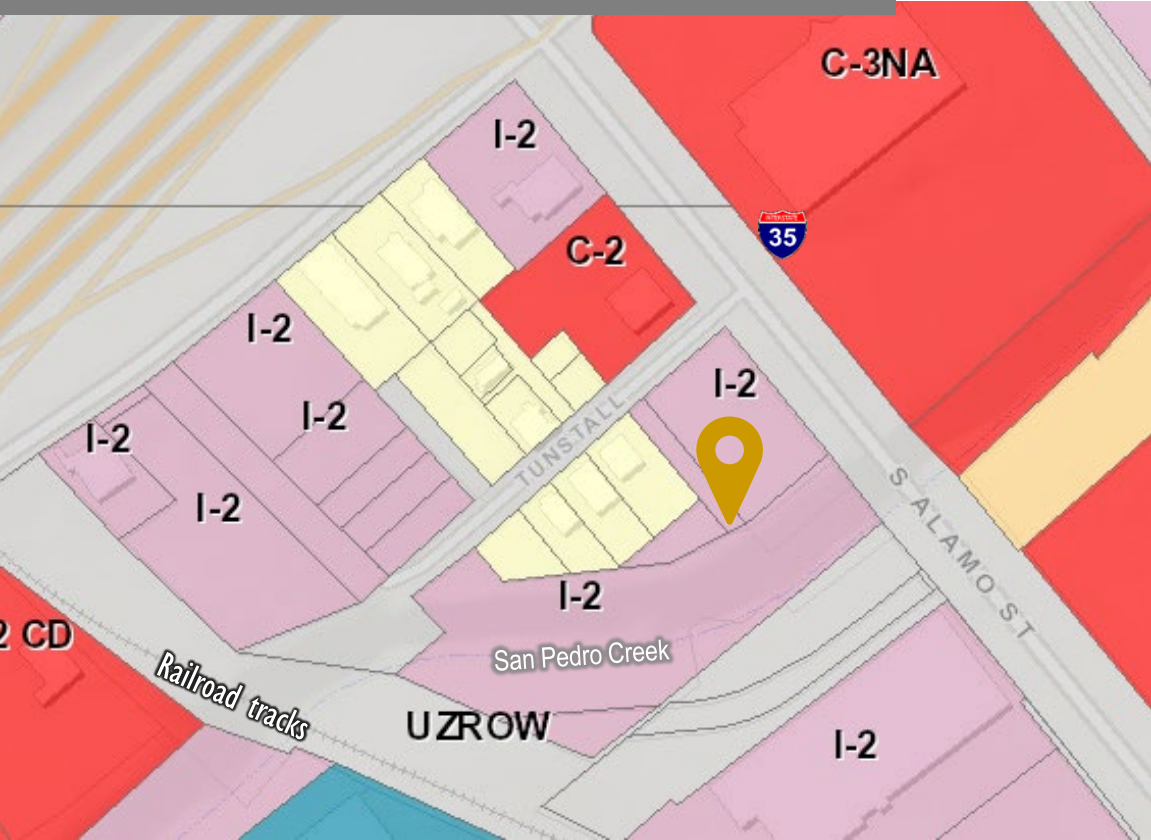 C-3NA
I-2
INTERSTATE
35
C-2
I-2
I-2
I-2
I-2
TUNSTALL
I-2
S ALAMO ST
I-2
2 CD
San Pedro Creek
Railroad tracks
UZROW
I-2